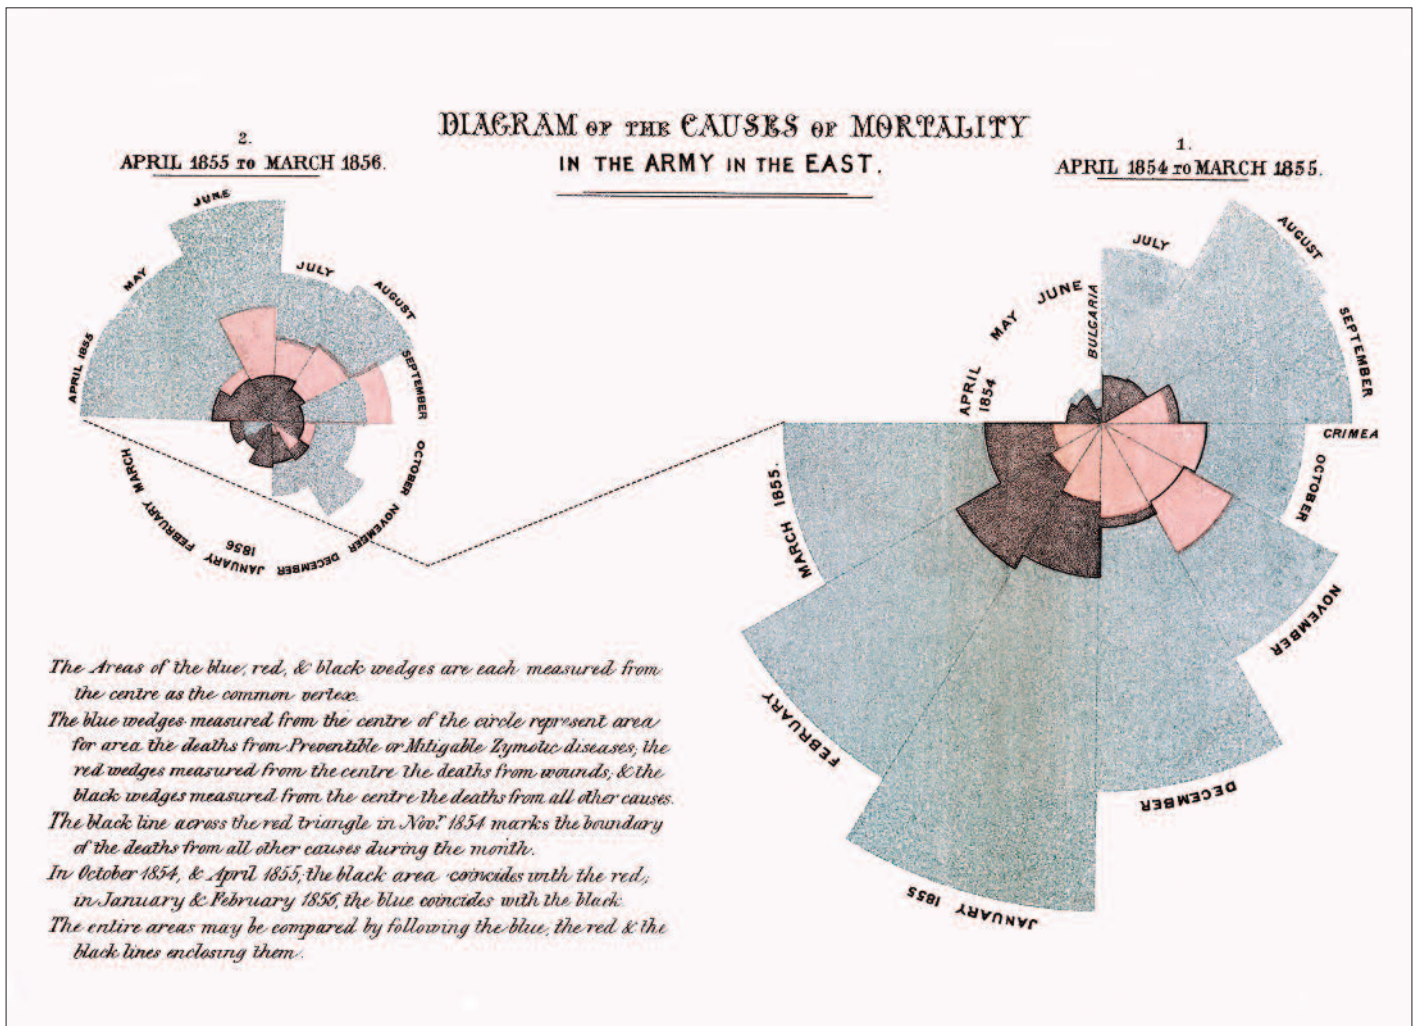 DIAGRAM OF THE CAUSES OF MORTALITY
IN THE ARMY IN THE EAST.
2.
APRIL 1855 TO MARCH 1856.
1.
APRIL 1854 TO MARCH 1855.
APRIL 1855
MAY
JUNE
JULY
AUGUST
SEPTEMBER
OCTOBER
NOVEMBER
DECEMBER
JANUARY
1856
FEBRUARY
MARCH
APRIL
1854
MAY
JUNE
BULGARIA
JULY
AUGUST
SEPTEMBER
CRIMEA
OCTOBER
NOVEMBER
DECEMBER
JANUARY 1855
FEBRUARY
MARCH 1855.
The Areas of the blue, red, & black wedges are each measured from
the centre as the common vertex.
The blue wedges measured from the centre of the circle represent area
for area the deaths from Preventible or Mitigable Zymotic diseases; the
red wedges measured from the centre the deaths from wounds; & the
black wedges measured from the centre the deaths from all other causes.
The black line across the red triangle in Nov.r 1854 marks the boundary
of the deaths from all other causes during the month.
In October 1854, & April 1855, the black area coincides with the red;
in January & February 1856, the blue coincides with the black.
The entire areas may be compared by following the blue, the red & the
black lines enclosing them.